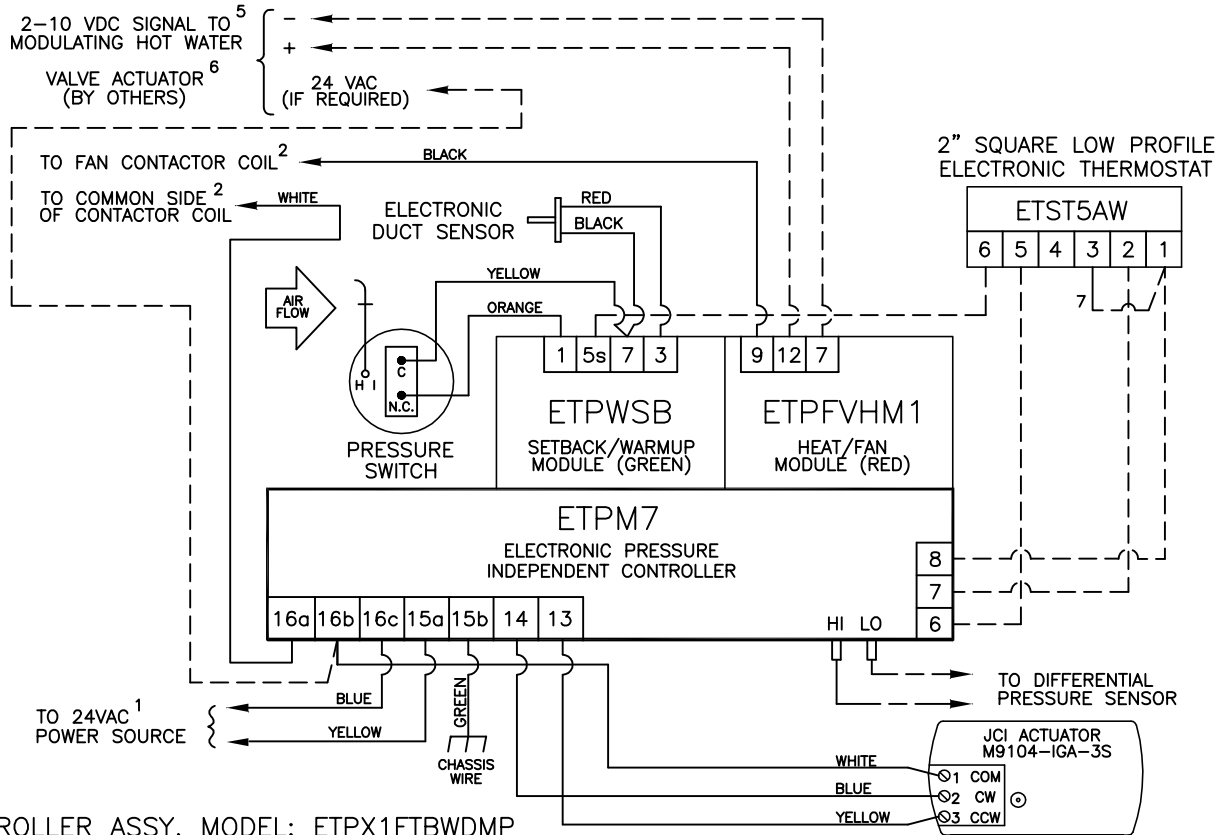 2-10 VDC SIGNAL TO 5
MODULATING HOT WATER
VALVE ACTUATOR 6
(BY OTHERS)
-
+
24 VAC
(IF REQUIRED)
TO FAN CONTACTOR COIL 2
BLACK
TO COMMON SIDE 2
OF CONTACTOR COIL
WHITE
ELECTRONIC
DUCT SENSOR
RED
BLACK
2" SQUARE LOW PROFILE
ELECTRONIC THERMOSTAT
ETST5AW
6 5 4 3 2 1
7
YELLOW
ORANGE
AIR
FLOW
H I
C
N.C.
PRESSURE
SWITCH
1 5s 7 3
9 12 7
ETPWSB
SETBACK/WARMUP
MODULE (GREEN)
ETPFVHM1
HEAT/FAN
MODULE (RED)
ETPM7
ELECTRONIC PRESSURE
INDEPENDENT CONTROLLER
8
7
6
16a 16b 16c 15a 15b 14 13
HI LO
TO DIFFERENTIAL
PRESSURE SENSOR
TO 24VAC 1
POWER SOURCE
BLUE
YELLOW
GREEN
CHASSIS
WIRE
WHITE
BLUE
YELLOW
JCI ACTUATOR
M9104-IGA-3S
1 COM
2 CW
3 CCW
ROLLER ASSY. MODEL: ETPX1FTBWDMP